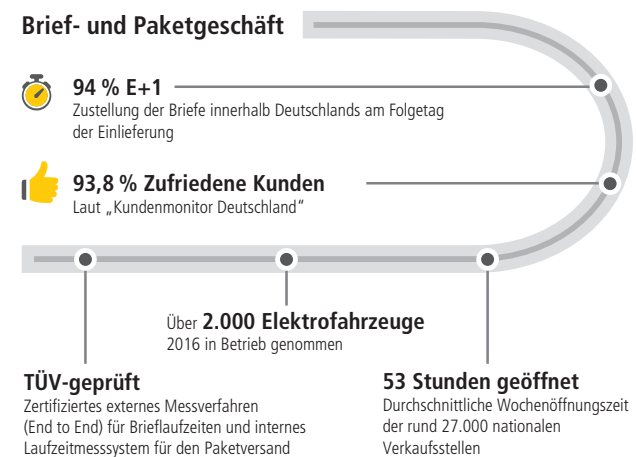 Brief- und Paketgeschäft
94 % E+1
Zustellung der Briefe innerhalb Deutschlands am Folgetag
der Einlieferung
93,8 % Zufriedene Kunden
Laut „Kundenmonitor Deutschland“
Über 2.000 Elektrofahrzeuge
2016 in Betrieb genommen
TÜV-geprüft
Zertifiziertes externes Messverfahren
(End to End) für Brieflaufzeiten und internes
Laufzeitmesssystem für den Paketversand
53 Stunden geöffnet
Durchschnittliche Wochenöffnungszeit
der rund 27.000 nationalen
Verkaufsstellen